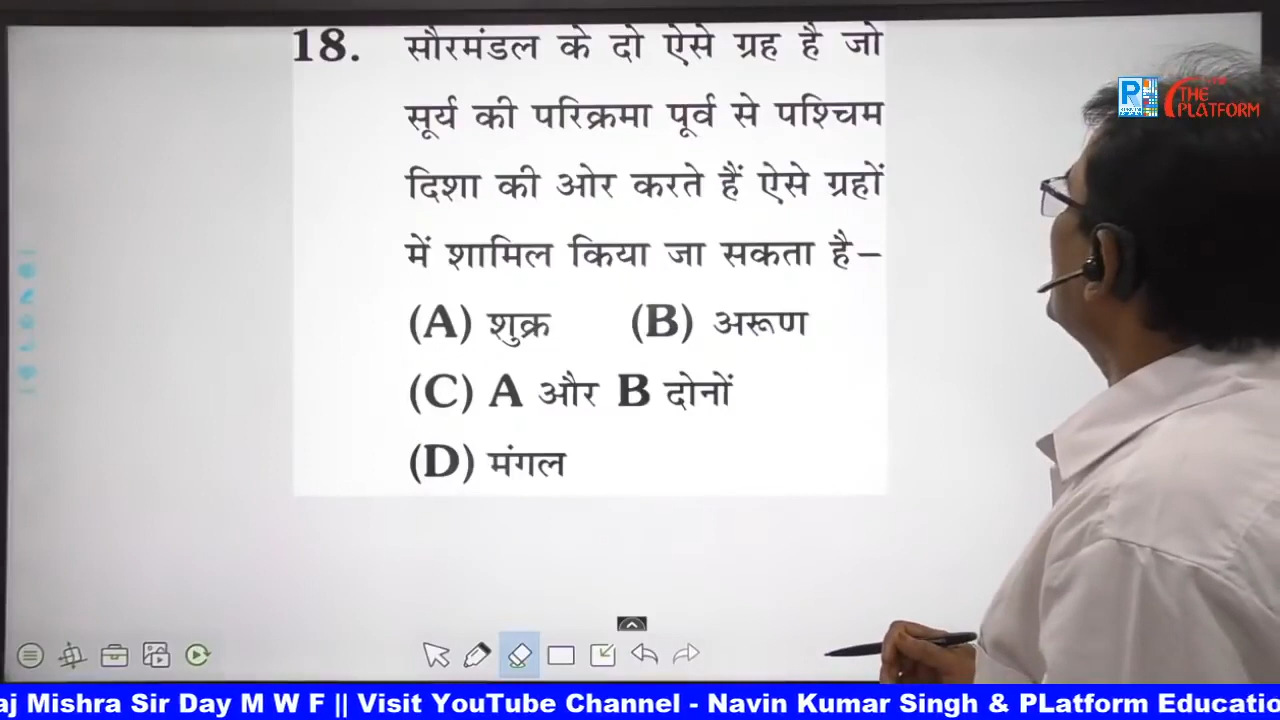 18. सौरमंडल के दो ऐसे ग्रह है जो
सूर्य की परिक्रमा पूर्व से पश्चिम
दिशा की ओर करते हैं ऐसे ग्रहों
में शामिल किया जा सकता है–
(A) शुक्र (B) अरूण
(C) A और B दोनों
(D) मंगल
THE
PLATFORM
aj Mishra Sir Day M W F || Visit YouTube Channel - Navin Kumar Singh & PLatform Educatio